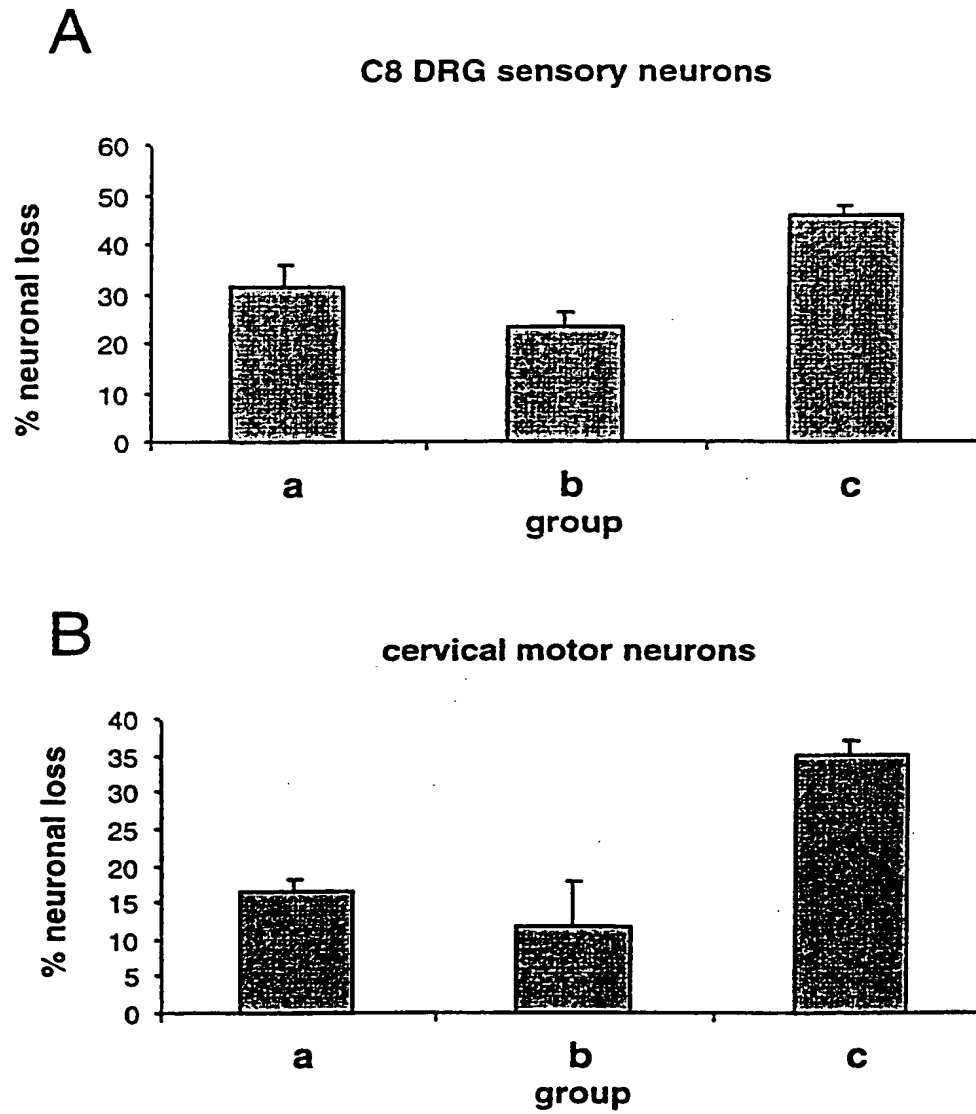 A
C8 DRG sensory neurons
% neuronal loss
60
50
40
30
20
10
0
a b c
group
B
cervical motor neurons
% neuronal loss
40
35
30
25
20
15
10
5
0
a b c
group